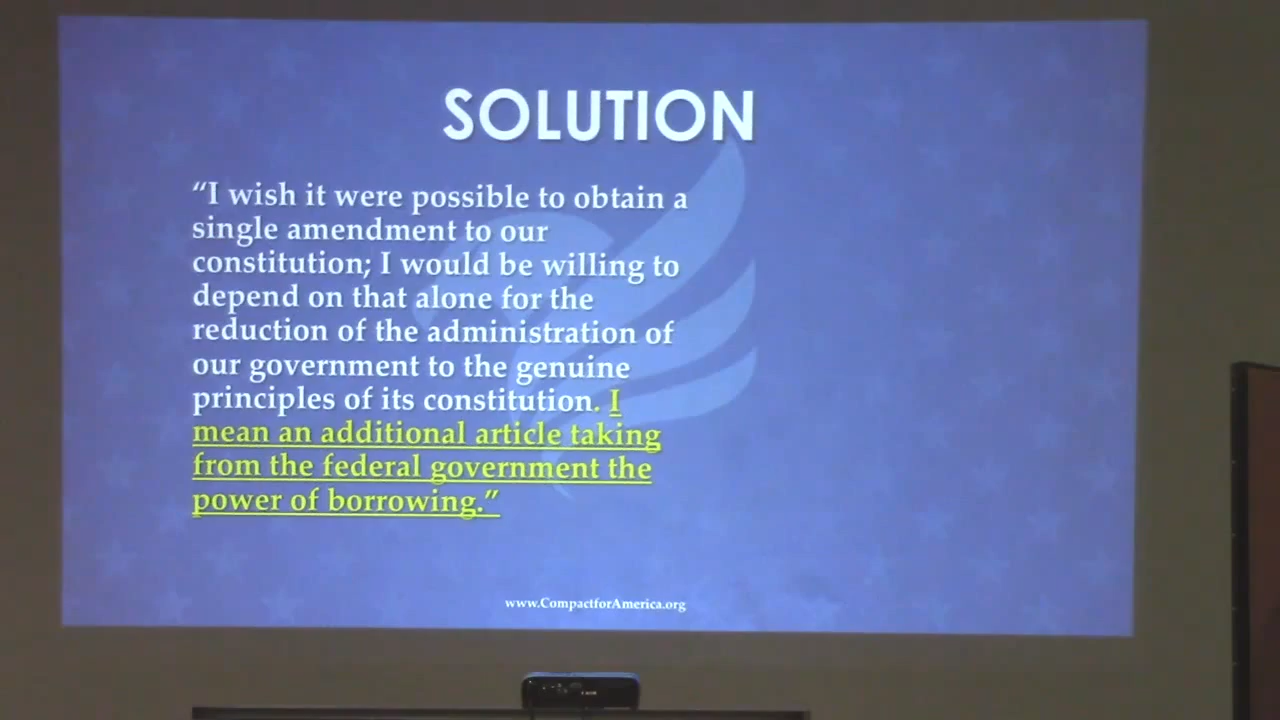 SOLUTION
“I wish it were possible to obtain a
single amendment to our
constitution; I would be willing to
depend on that alone for the
reduction of the administration of
our government to the genuine
principles of its constitution. I
mean an additional article taking
from the federal government the
power of borrowing.”
www.CompactforAmerica.org